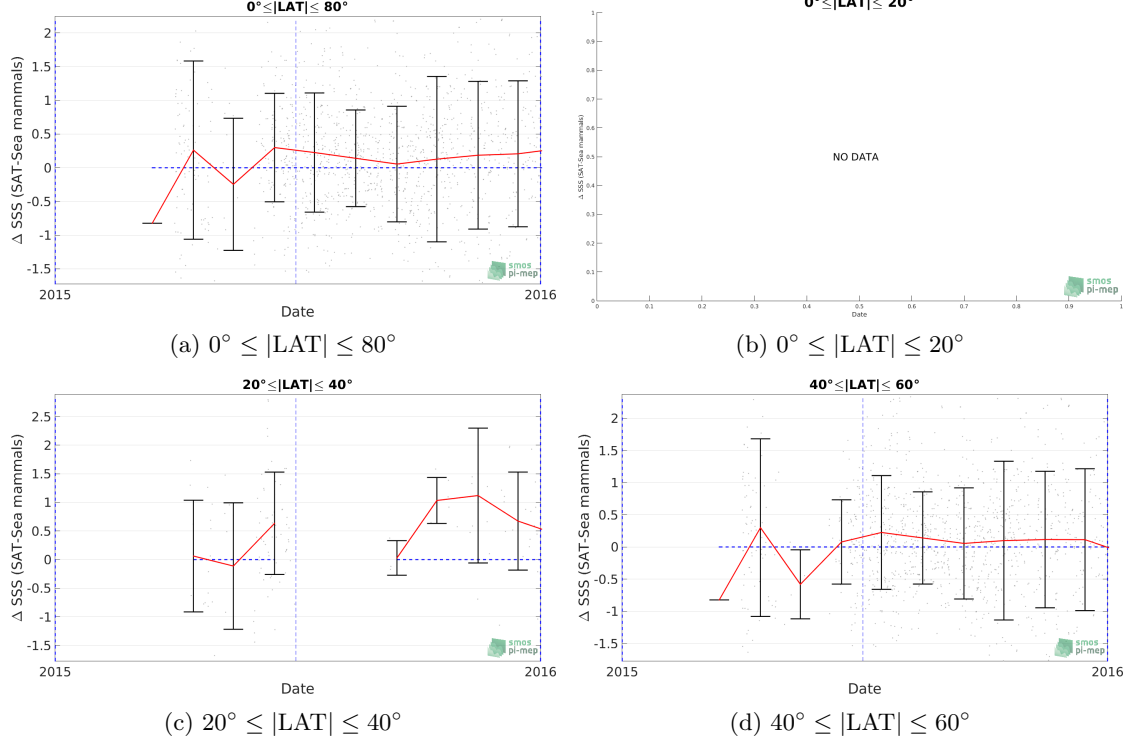 0°≤|LAT|≤ 80°
2
1.5
1
0.5
0
-0.5
-1
-1.5
Δ SSS (SAT-Sea mammals)
2015
2016
Date
smos
pi-mep
(a) 0° ≤ |LAT| ≤ 80°
0°≤|LAT|≤ 20°
1
0.9
0.8
0.7
0.6
0.5
0.4
0.3
0.2
0.1
0
Δ SSS (SAT-Sea mammals)
NO DATA
0 0.1 0.2 0.3 0.4 0.5 0.6 0.7 0.8 0.9 1
Date
smos
pi-mep
(b) 0° ≤ |LAT| ≤ 20°
20°≤|LAT|≤ 40°
2.5
2
1.5
1
0.5
0
-0.5
-1
-1.5
Δ SSS (SAT-Sea mammals)
2015
2016
Date
smos
pi-mep
(c) 20° ≤ |LAT| ≤ 40°
40°≤|LAT|≤ 60°
2
1.5
1
0.5
0
-0.5
-1
-1.5
Δ SSS (SAT-Sea mammals)
2015
2016
Date
smos
pi-mep
(d) 40° ≤ |LAT| ≤ 60°